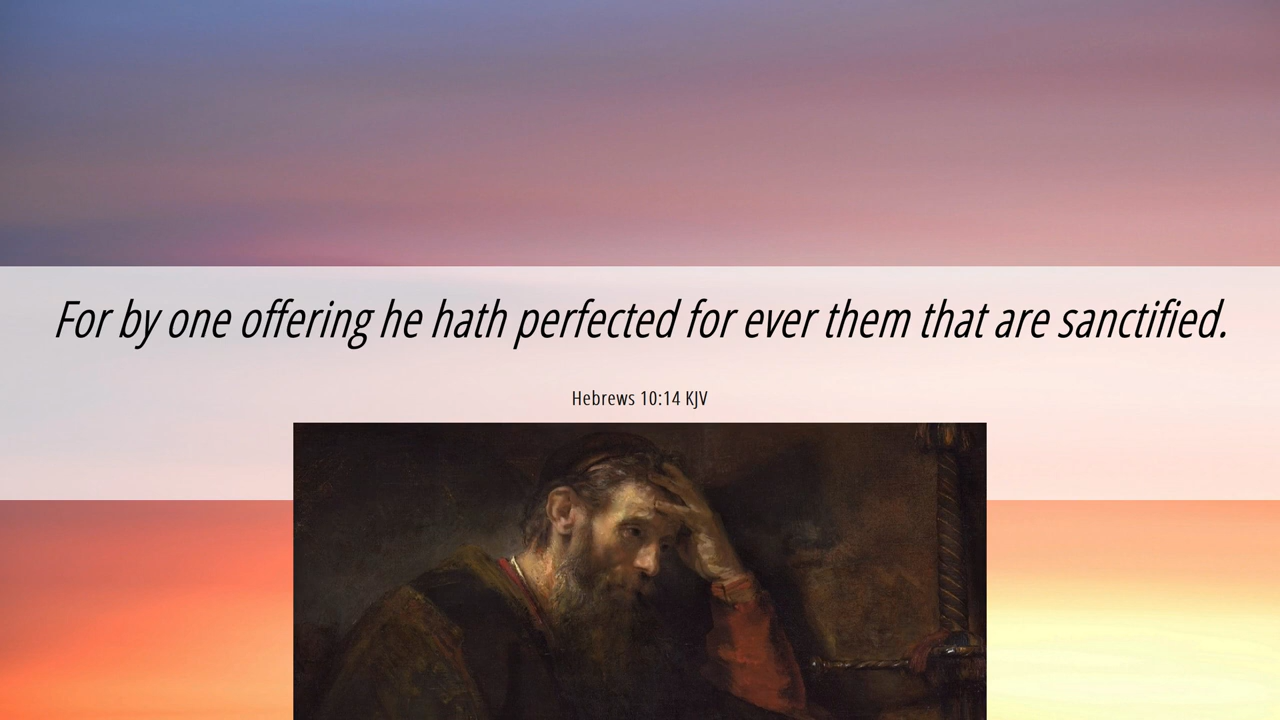 For by one offering he hath perfected for ever them that are sanctified.
Hebrews 10:14 KJV